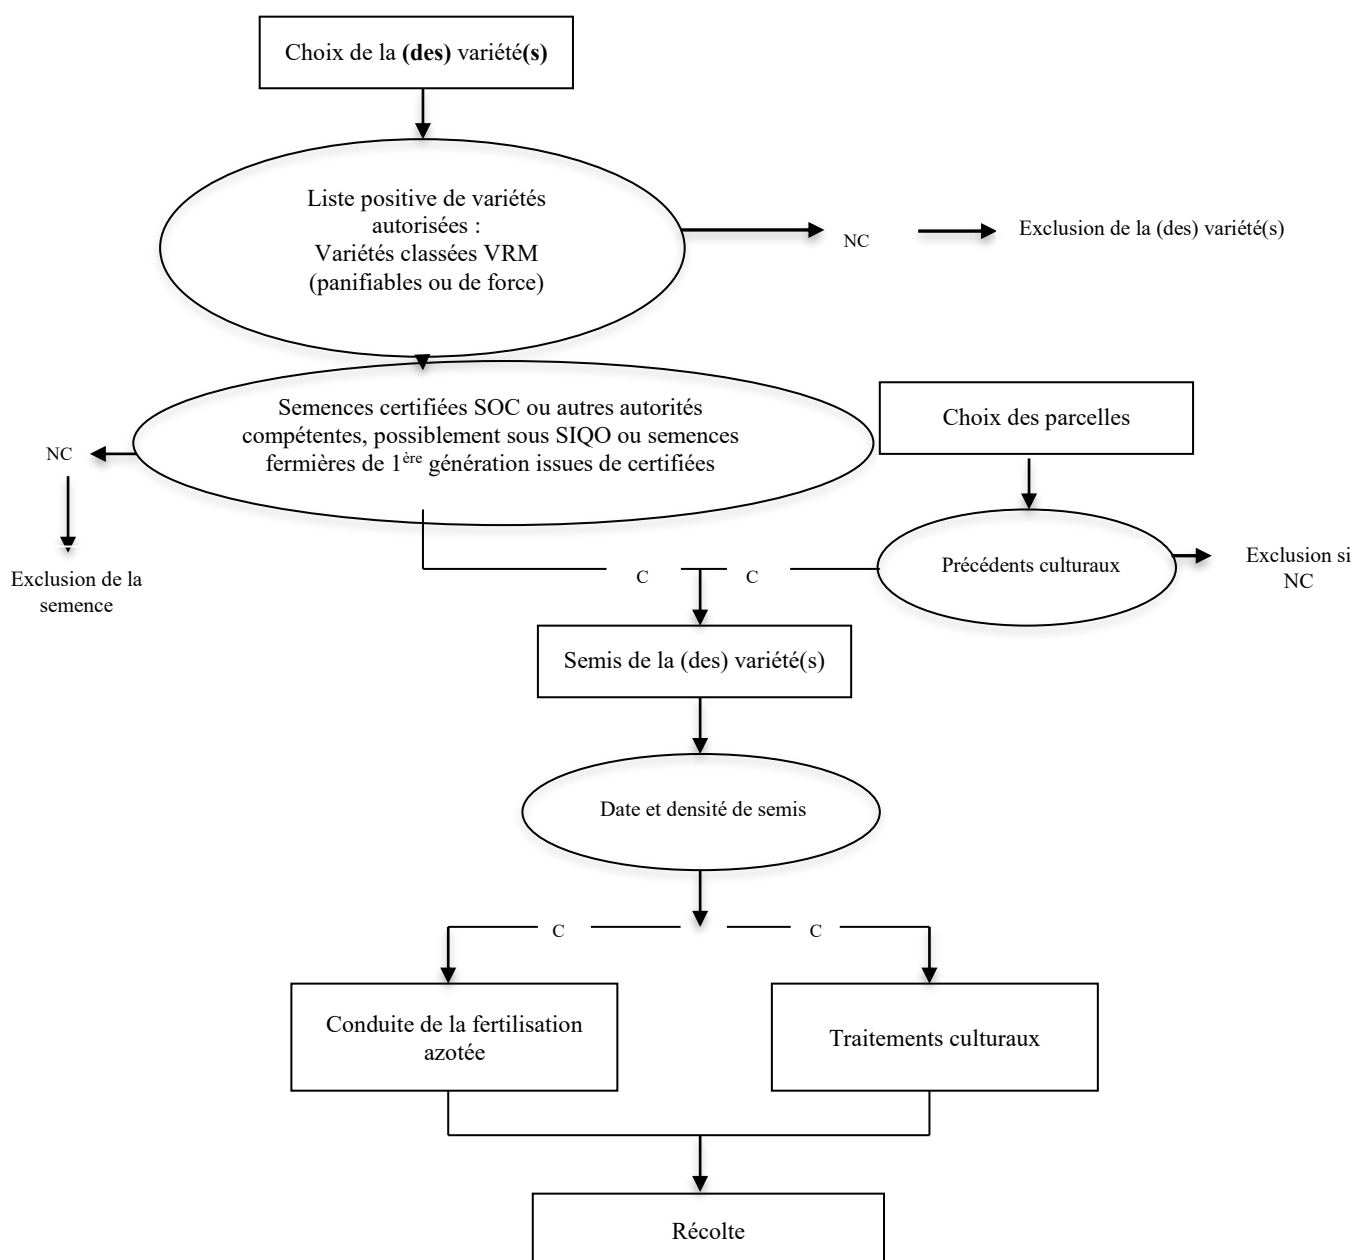 Choix de la (des) variété(s)
Liste positive de variétés
autorisées :
Variétés classées VRM
(panifiables ou de force)
NC
Exclusion de la (des) variété(s)
Semences certifiées SOC ou autres autorités
compétentes, possiblement sous SIQO ou semences
fermières de 1ère génération issues de certifiées
NC
Exclusion de la
semence
Choix des parcelles
Précédents culturaux
Exclusion si
NC
C
C
Semis de la (des) variété(s)
Date et densité de semis
C
C
Conduite de la fertilisation
azotée
Traitements culturaux
Récolte